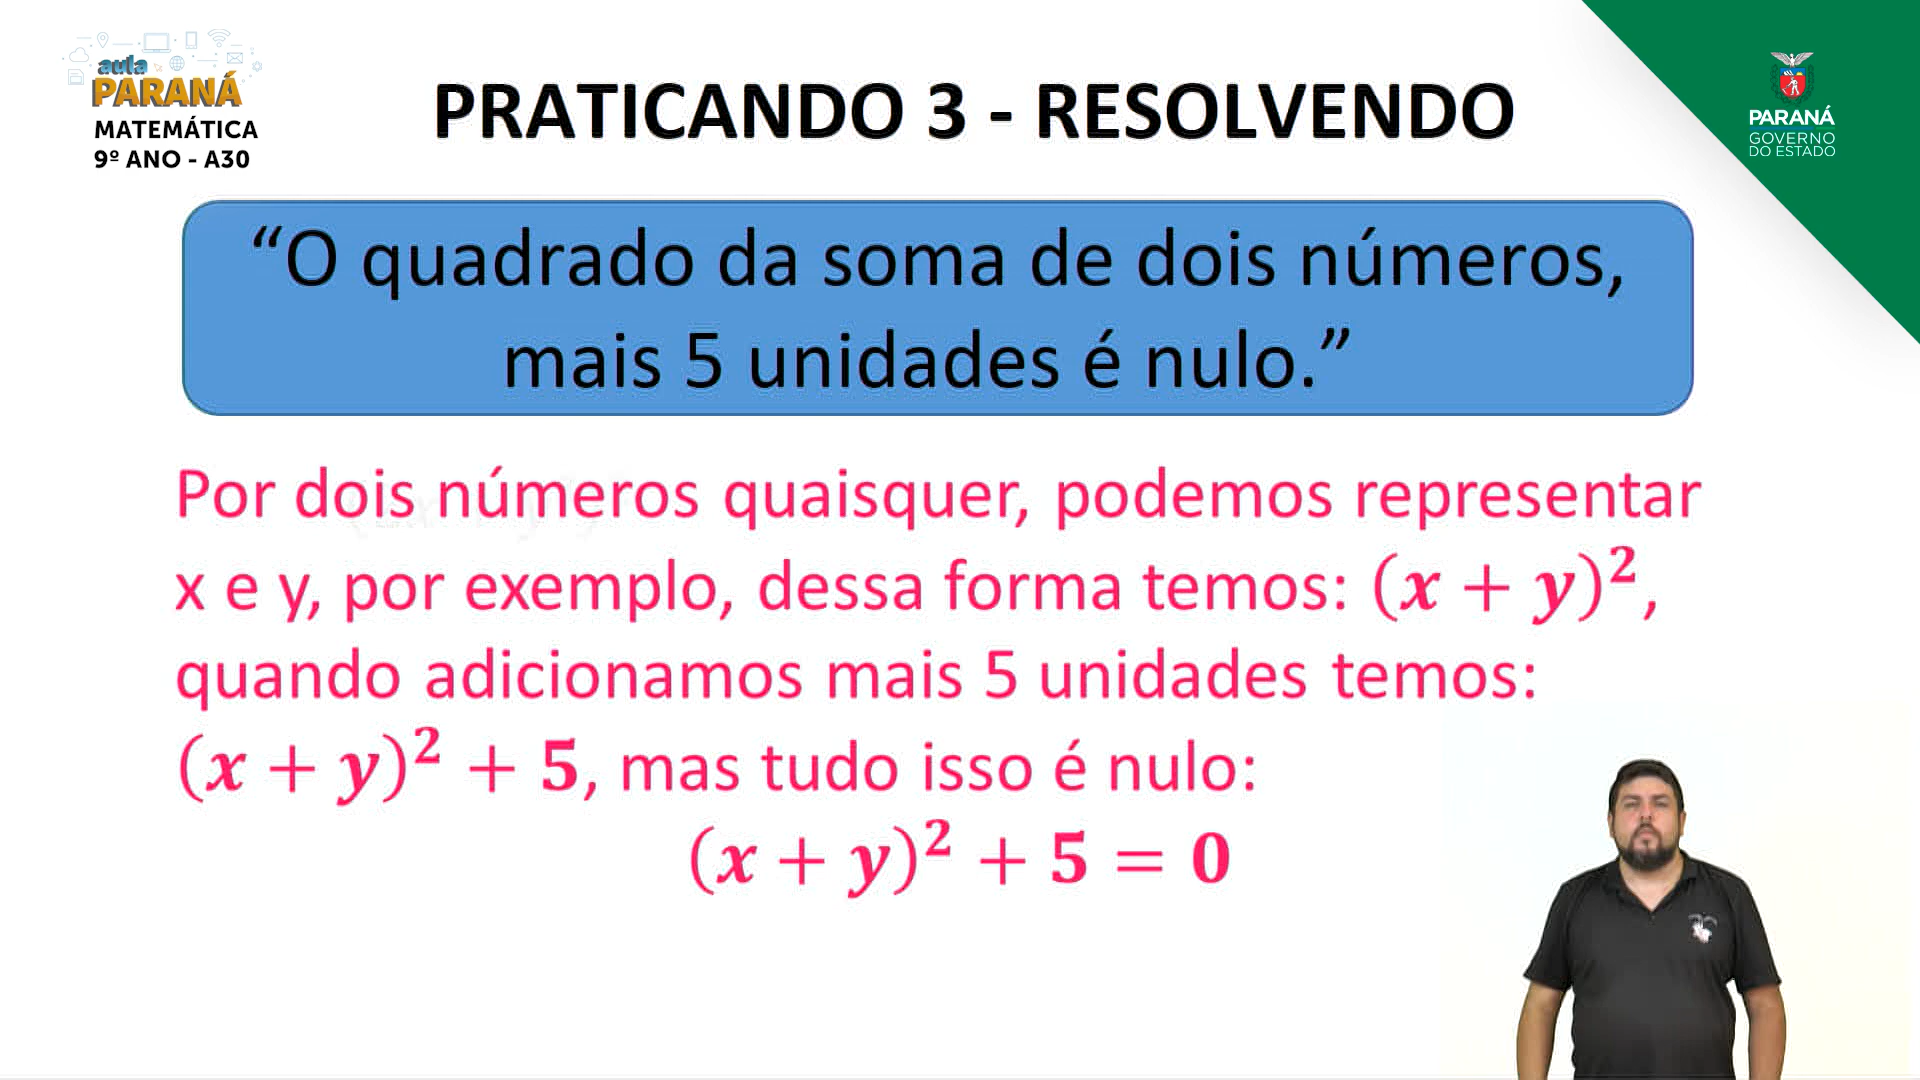 aula
PARANÁ
MATEMÁTICA
9º ANO - A30
PRATICANDO 3 - RESOLVENDO
PARANÁ
GOVERNO
DO ESTADO
“O quadrado da soma de dois números,
mais 5 unidades é nulo.”
Por dois números quaisquer, podemos representar
x e y, por exemplo, dessa forma temos: (x + y)²,
quando adicionamos mais 5 unidades temos:
(x + y)² + 5, mas tudo isso é nulo:
(x + y)² + 5 = 0